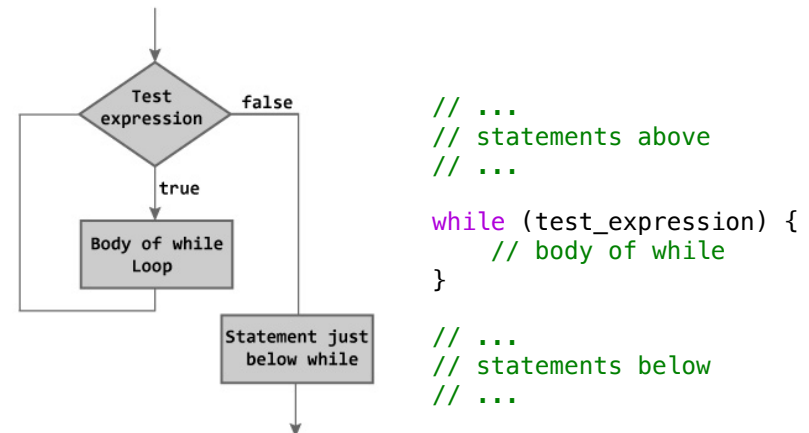 Test
expression
false
true
Body of while
Loop
Statement just
below while
// ...
// statements above
// ...
while (test_expression) {
    // body of while
}
// ...
// statements below
// ...